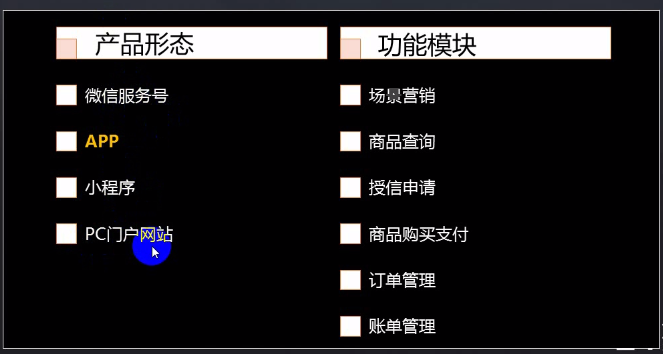 产品形态
微信服务号
APP
小程序
PC门户网站
功能模块
场景营销
商品查询
授信申请
商品购买支付
订单管理
账单管理